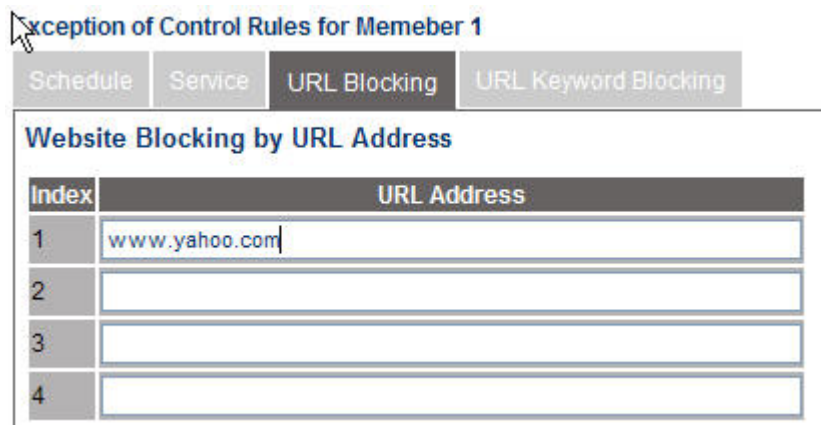 Exception of Control Rules for Memeber 1
Schedule Service URL Blocking URL Keyword Blocking
Website Blocking by URL Address
Index URL Address
1 www.yahoo.com
2
3
4